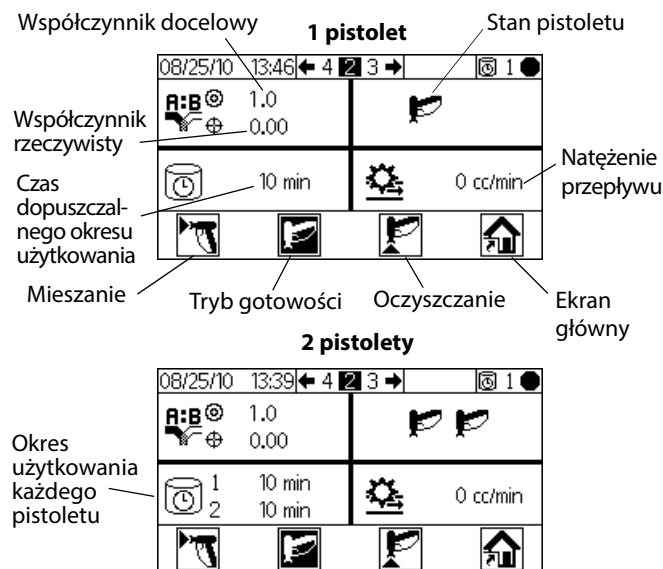 Współczynnik docelowy
1 pistolet
Stan pistoletu
08/25/10 13:46 ← 4 2 3 → 1
A:B 1.0
0.00
Współczynnik
rzeczywisty
Natężenie
przepływu
Czas
dopuszczal-
nego okresu
użytkowania
10 min
0 cc/min
Mieszanie
Tryb gotowości
Oczyszczanie
Ekran
główny
2 pistolety
08/25/10 13:39 ← 4 2 3 → 1
A:B 1.0
0.00
Okres
użytkowania
każdego
pistoletu
1 10 min
2 10 min
0 cc/min